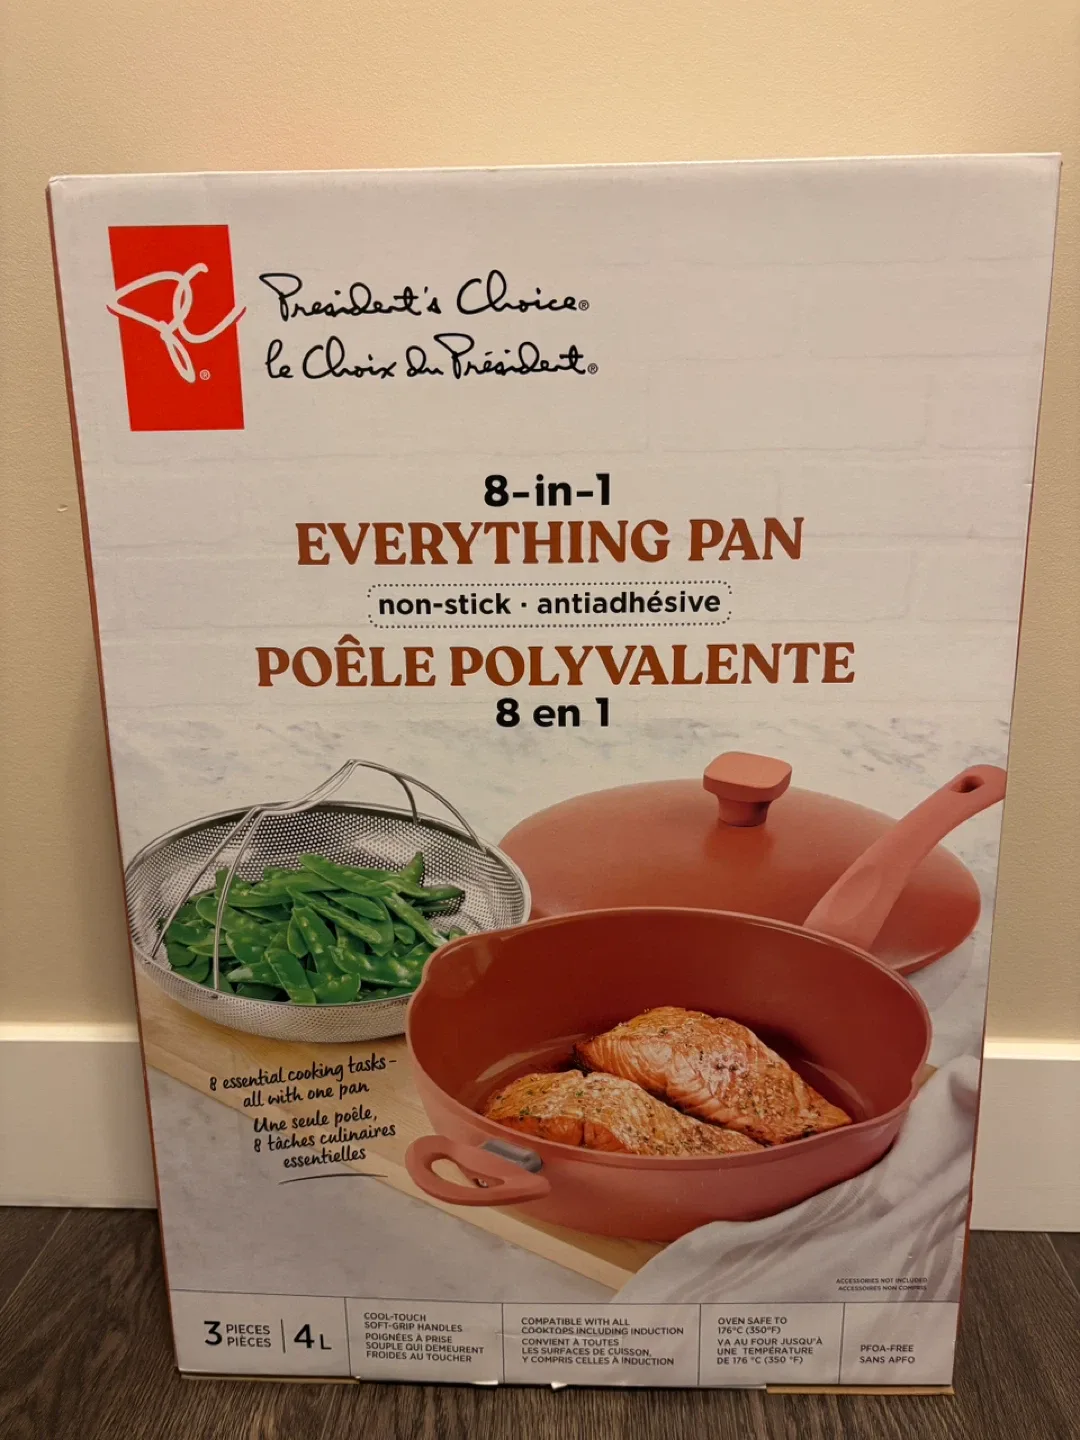 PC®
President's Choice®
le Choix du Président®
8-in-1
EVERYTHING PAN
non-stick · antiadhésive
POÊLE POLYVALENTE
8 en 1
8 essential cooking tasks –
all with one pan
Une seule poêle,
8 tâches culinaires
essentielles
ACCESSORIES NOT INCLUDED
ACCESSOIRES NON COMPRIS
3 PIECES
PIÈCES
4 L
COOL-TOUCH
SOFT-GRIP HANDLES
POIGNÉES À PRISE
SOUPLE QUI DEMEURENT
FROIDES AU TOUCHER
COMPATIBLE WITH ALL
COOKTOPS INCLUDING INDUCTION
CONVIENT À TOUTES
LES SURFACES DE CUISSON,
Y COMPRIS CELLES À INDUCTION
OVEN SAFE TO
176°C (350°F)
VA AU FOUR JUSQU'À
UNE TEMPÉRATURE
DE 176 °C (350 °F)
PFOA-FREE
SANS APFO